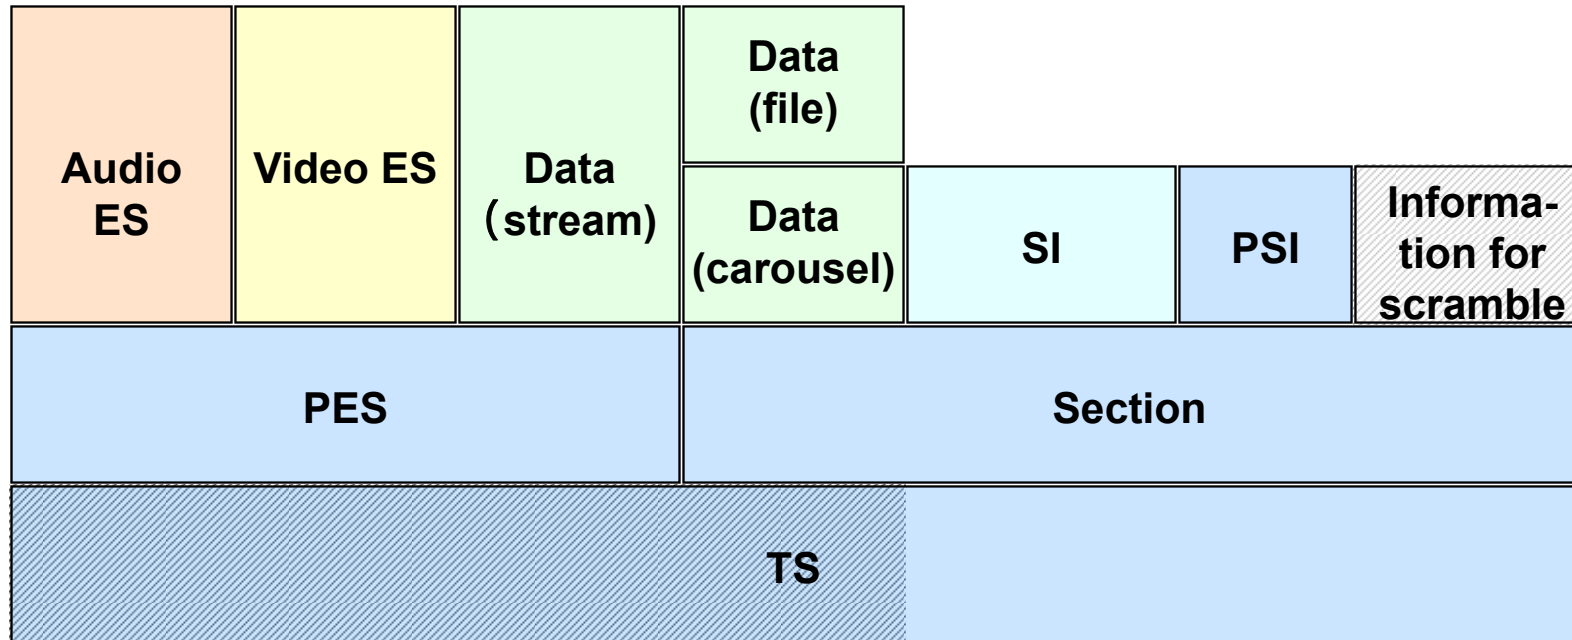 Audio
ES
Video ES
Data
（stream)
Data
(file)
Data
(carousel)
SI
PSI
Informa-
tion for
scramble
PES
Section
TS